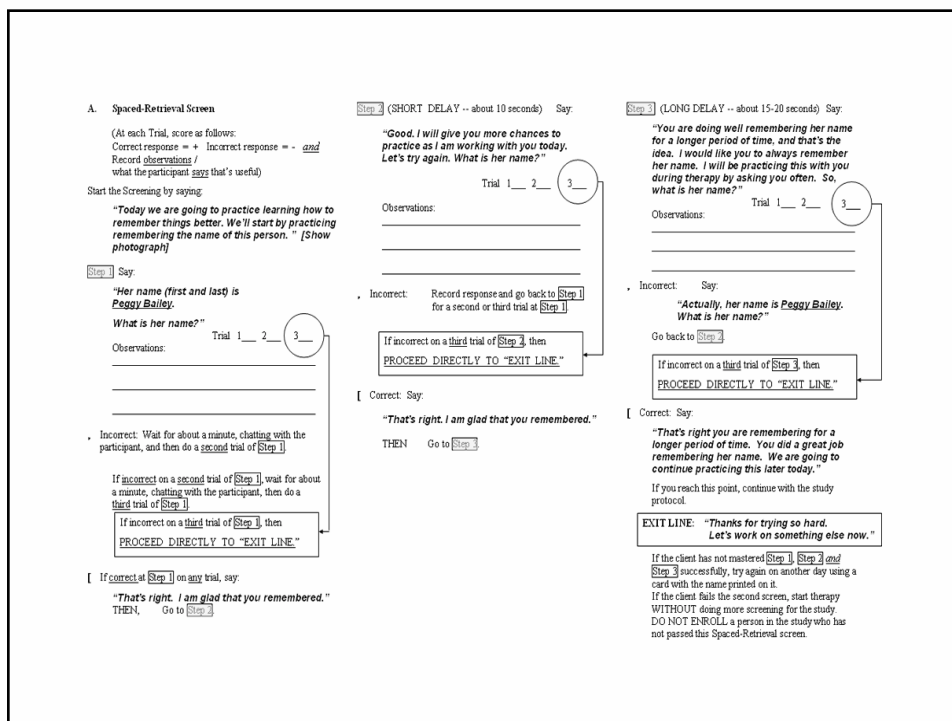 A. Spaced-Retrieval Screen
(At each Trial, score as follows:
Correct response = + Incorrect response = - and
Record observations /
what the participant says that's useful)
Start the Screening by saying:
"Today we are going to practice learning how to
remember things better. We'll start by practicing
remembering the name of this person. " [Show
photograph]
Step 1 Say:
"Her name (first and last) is
Peggy Bailey.
What is her name?"
Trial 1__ 2__ 3__
Observations:
Incorrect: Wait for about a minute, chatting with the
participant, and then do a second trial of Step 1.
If incorrect on a second trial of Step 1, wait for about
a minute, chatting with the participant, then do a
third trial of Step 1.
If incorrect on a third trial of Step 1, then
PROCEED DIRECTLY TO "EXIT LINE."
[ If correct at Step 1 on any trial, say:
"That's right. I am glad that you remembered."
THEN, Go to Step 2.
Step 2 (SHORT DELAY -- about 10 seconds) Say:
"Good. I will give you more chances to
practice as I am working with you today.
Let's try again. What is her name?"
Trial 1__ 2__ 3__
Observations:
Incorrect: Record response and go back to Step 1
for a second or third trial at Step 1.
If incorrect on a third trial of Step 2, then
PROCEED DIRECTLY TO "EXIT LINE."
[ Correct: Say:
"That's right. I am glad that you remembered."
THEN Go to Step 3.
Step 3 (LONG DELAY -- about 15-20 seconds) Say:
"You are doing well remembering her name
for a longer period of time, and that's the
idea. I would like you to always remember
her name. I will be practicing this with you
during therapy by asking you often. So,
what is her name?"
Trial 1__ 2__ 3__
Observations:
Incorrect: Say:
"Actually, her name is Peggy Bailey.
What is her name?"
Go back to Step 2.
If incorrect on a third trial of Step 3, then
PROCEED DIRECTLY TO "EXIT LINE."
[ Correct: Say:
"That's right you are remembering for a
longer period of time. You did a great job
remembering her name. We are going to
continue practicing this later today."
If you reach this point, continue with the study
protocol.
EXIT LINE: "Thanks for trying so hard.
Let's work on something else now."
If the client has not mastered Step 1, Step 2 and
Step 3 successfully, try again on another day using a
card with the name printed on it.
If the client fails the second screen, start therapy
WITHOUT doing more screening for the study.
DO NOT ENROLL a person in the study who has
not passed this Spaced-Retrieval screen.